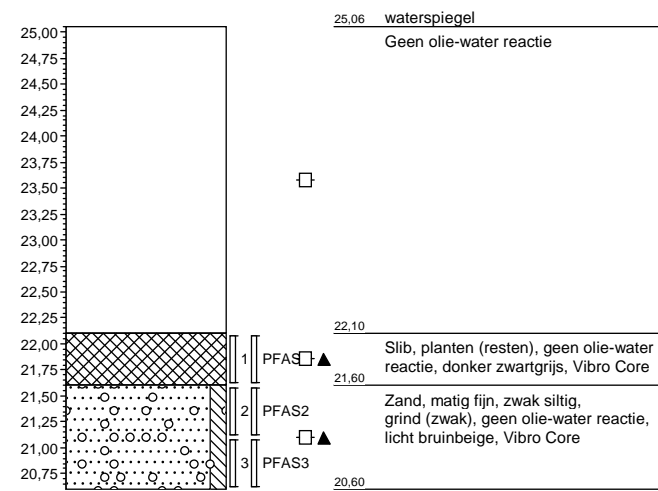 25,06 waterspiegel
Geen olie-water reactie
25,00
24,75
24,50
24,25
24,00
23,75
23,50
23,25
23,00
22,75
22,50
22,25
22,00
21,75
21,50
21,25
21,00
20,75
1 PFAS
2 PFAS2
3 PFAS3
22,10
Slib, planten (resten), geen olie-water
reactie, donker zwartgrijs, Vibro Core
21,60
Zand, matig fijn, zwak siltig,
grind (zwak), geen olie-water reactie,
licht bruinbeige, Vibro Core
20,60